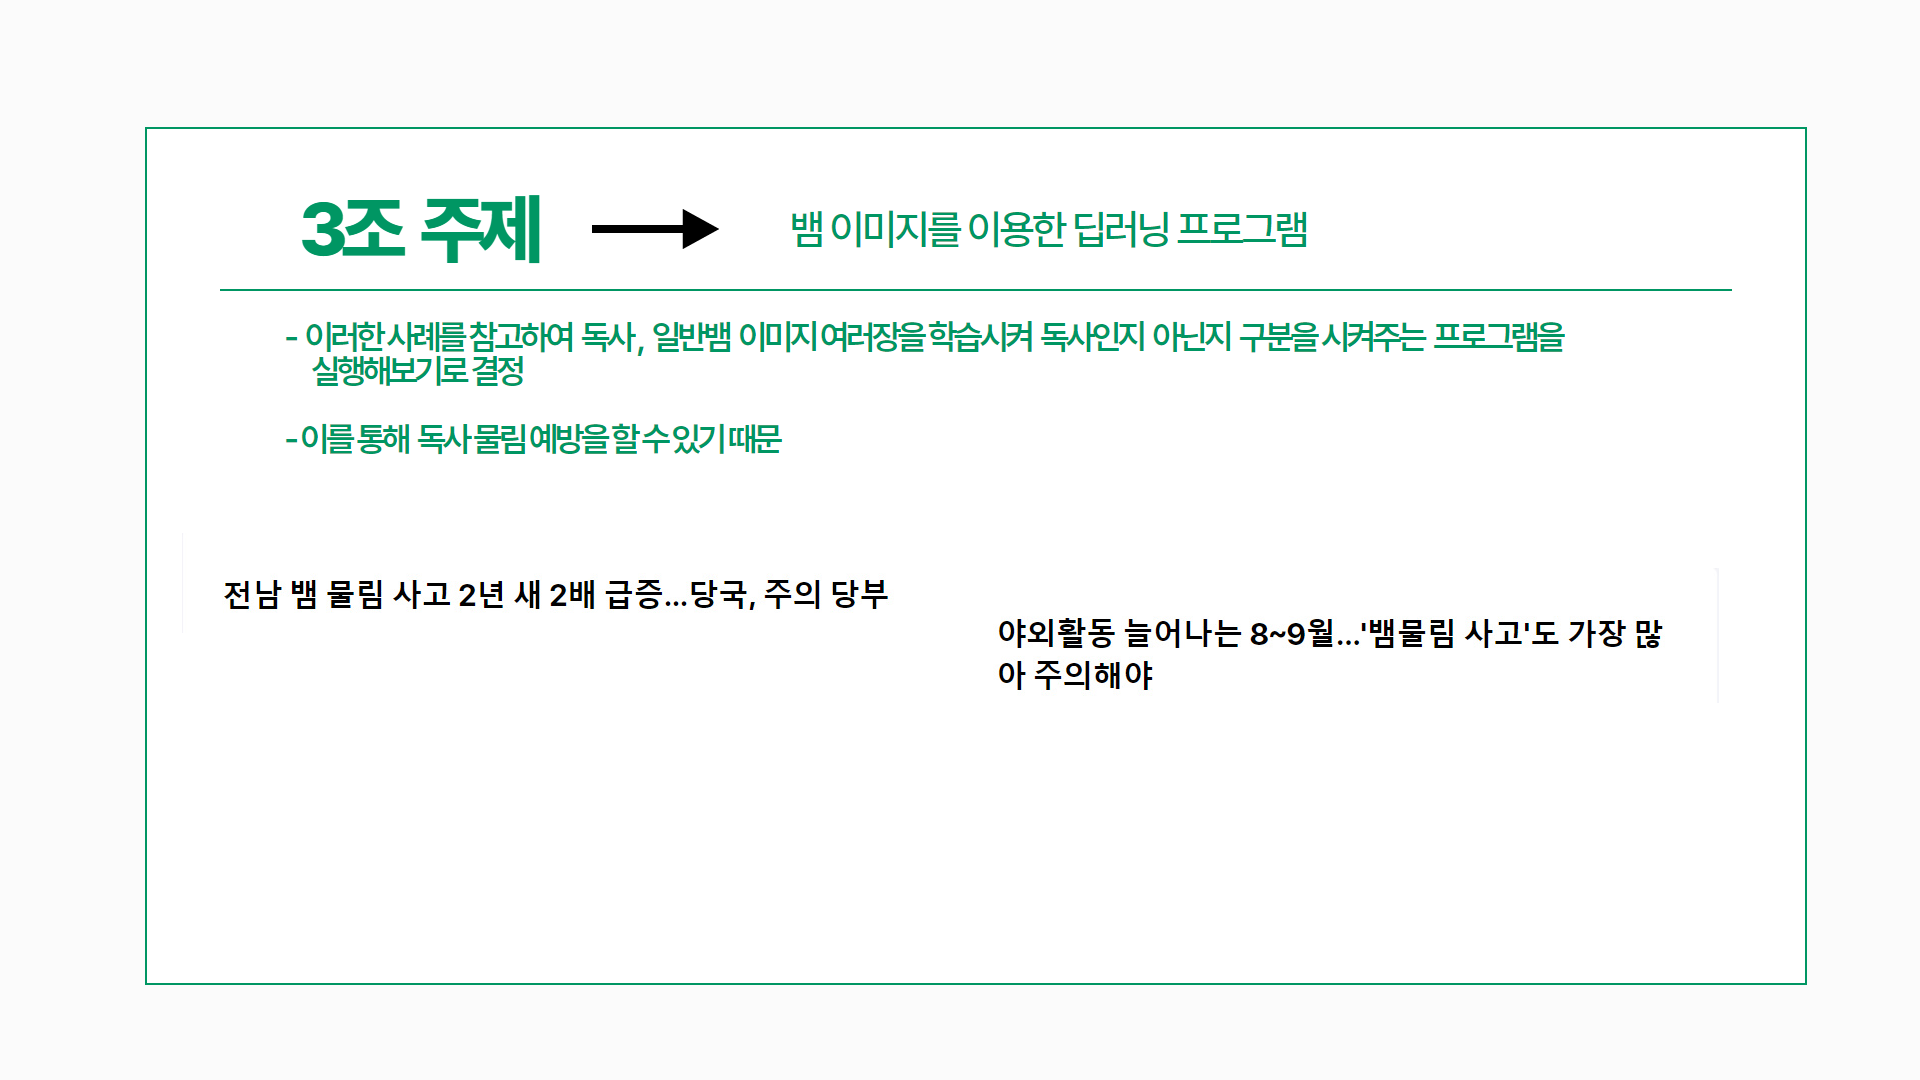 3조 주제
뱀 이미지를 이용한 딥러닝 프로그램
- 이러한 사례를 참고하여 독사, 일반뱀 이미지 여러장을 학습시켜 독사인지 아닌지 구분을 시켜주는 프로그램을
실행해보기로 결정
- 이를 통해 독사 물림 예방을 할 수 있기 때문
전남 뱀 물림 사고 2년 새 2배 급증...당국, 주의 당부
야외활동 늘어나는 8~9월...'뱀물림 사고'도 가장 많
아 주의해야